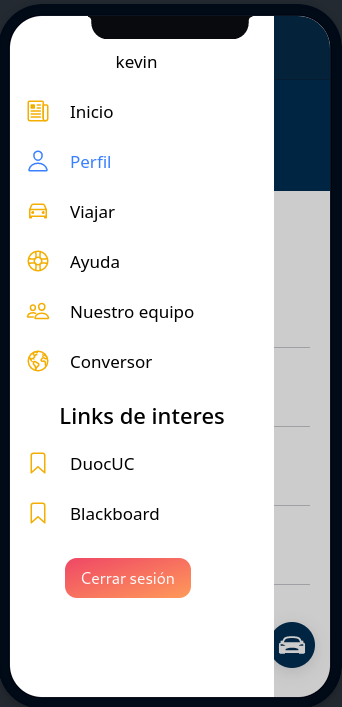 kevin
Inicio
Perfil
Viajar
Ayuda
Nuestro equipo
Conversor
Links de interes
DuocUC
Blackboard
Cerrar sesión